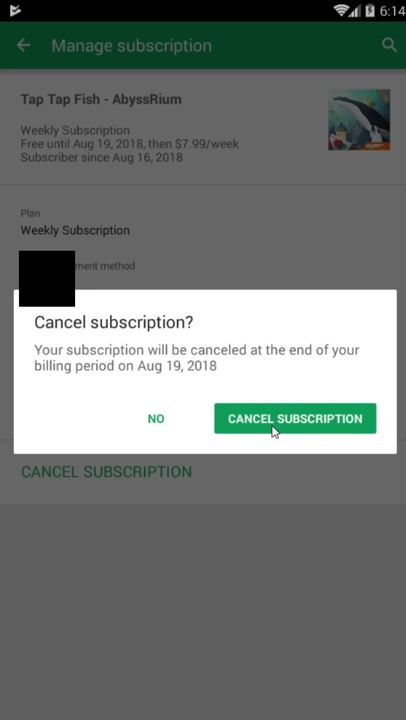 6:14
Manage subscription
Tap Tap Fish - AbyssRium
Weekly Subscription
Free until Aug 19, 2018, then $7.99/week
Subscriber since Aug 16, 2018
Plan
Weekly Subscription
ment method
Cancel subscription?
Your subscription will be canceled at the end of your
billing period on Aug 19, 2018
NO
CANCEL SUBSCRIPTION
CANCEL SUBSCRIPTION